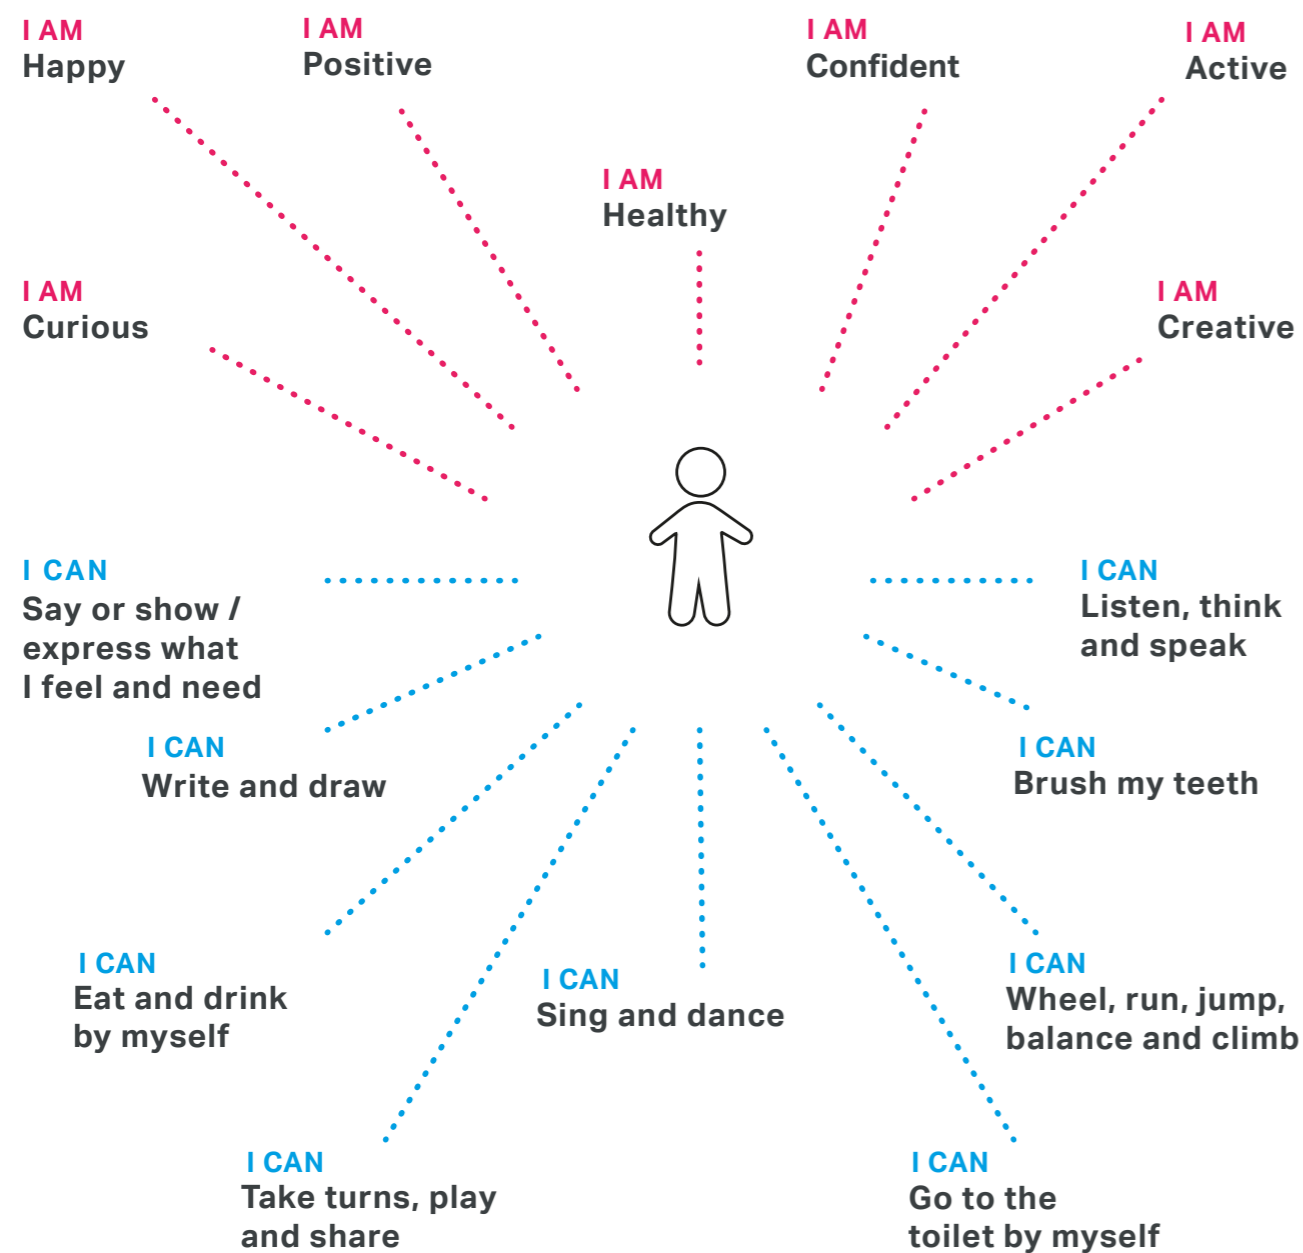 I AM
Happy
I AM
Positive
I AM
Confident
I AM
Active
I AM
Healthy
I AM
Curious
I AM
Creative
I CAN
Say or show /
express what
I feel and need
I CAN
Listen, think
and speak
I CAN
Write and draw
I CAN
Brush my teeth
I CAN
Eat and drink
by myself
I CAN
Sing and dance
I CAN
Wheel, run, jump,
balance and climb
I CAN
Take turns, play
and share
I CAN
Go to the
toilet by myself